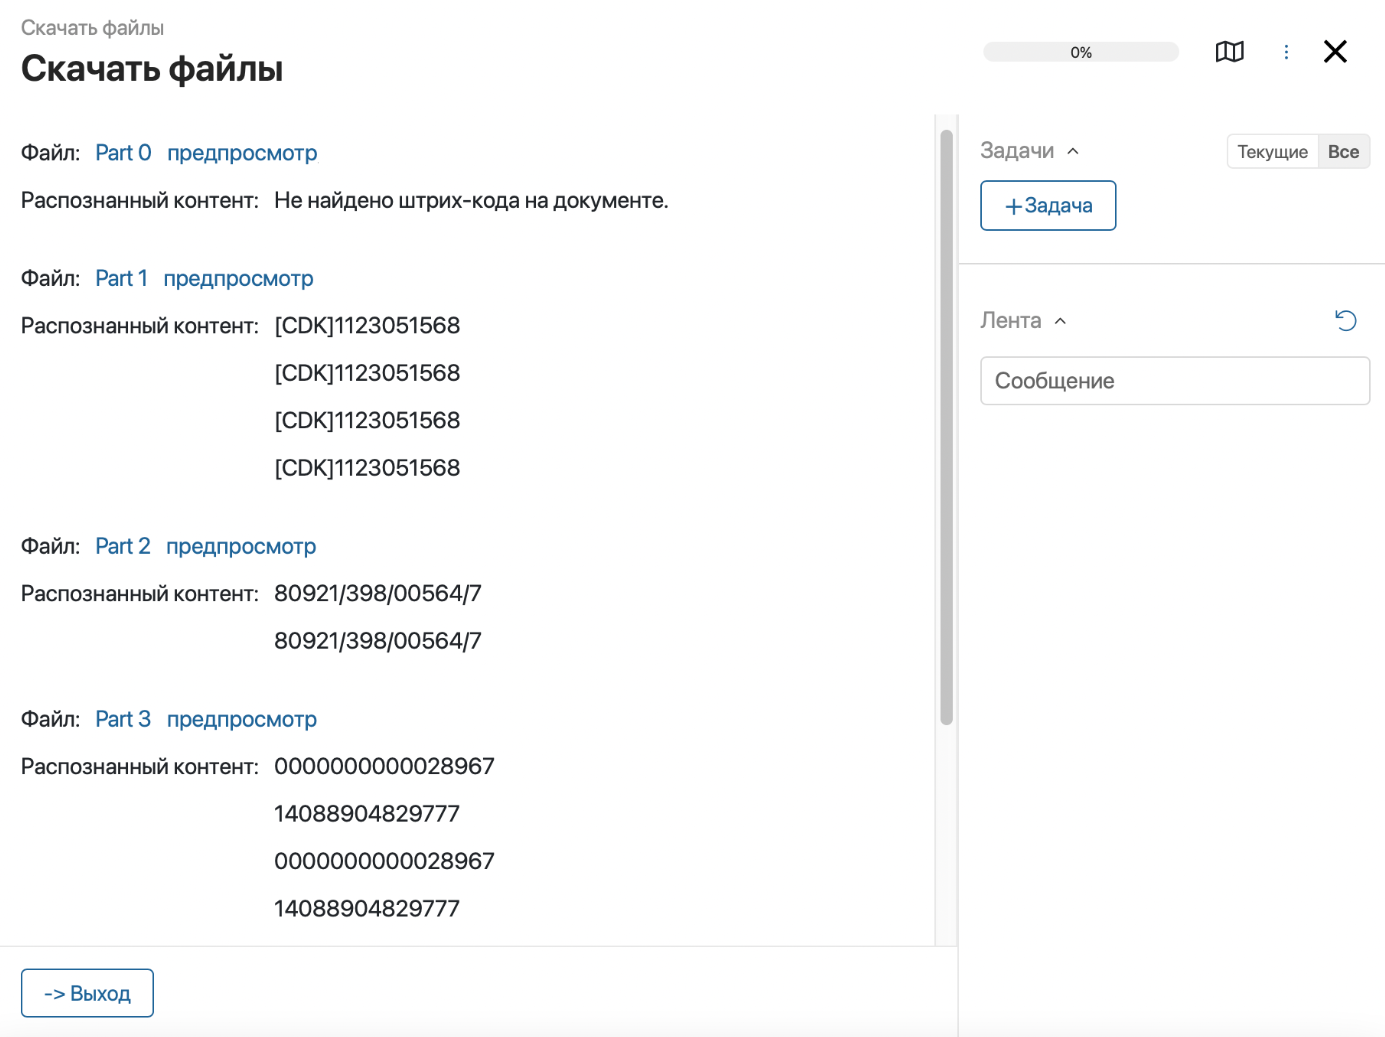 Скачать файлы
Скачать файлы
0%
Файл: Part 0 предпросмотр
Распознанный контент: Не найдено штрих-кода на документе.
Файл: Part 1 предпросмотр
Распознанный контент: [CDK]1123051568
[CDK]1123051568
[CDK]1123051568
[CDK]1123051568
Файл: Part 2 предпросмотр
Распознанный контент: 80921/398/00564/7
80921/398/00564/7
Файл: Part 3 предпросмотр
Распознанный контент: 0000000000028967
14088904829777
0000000000028967
14088904829777
-> Выход
Задачи Текущие Все
+Задача
Лента
Сообщение